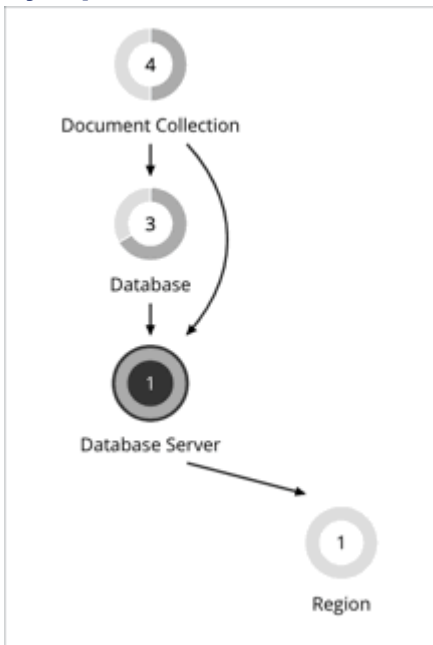 4
Document Collection
3
Database
1
Database Server
1
Region